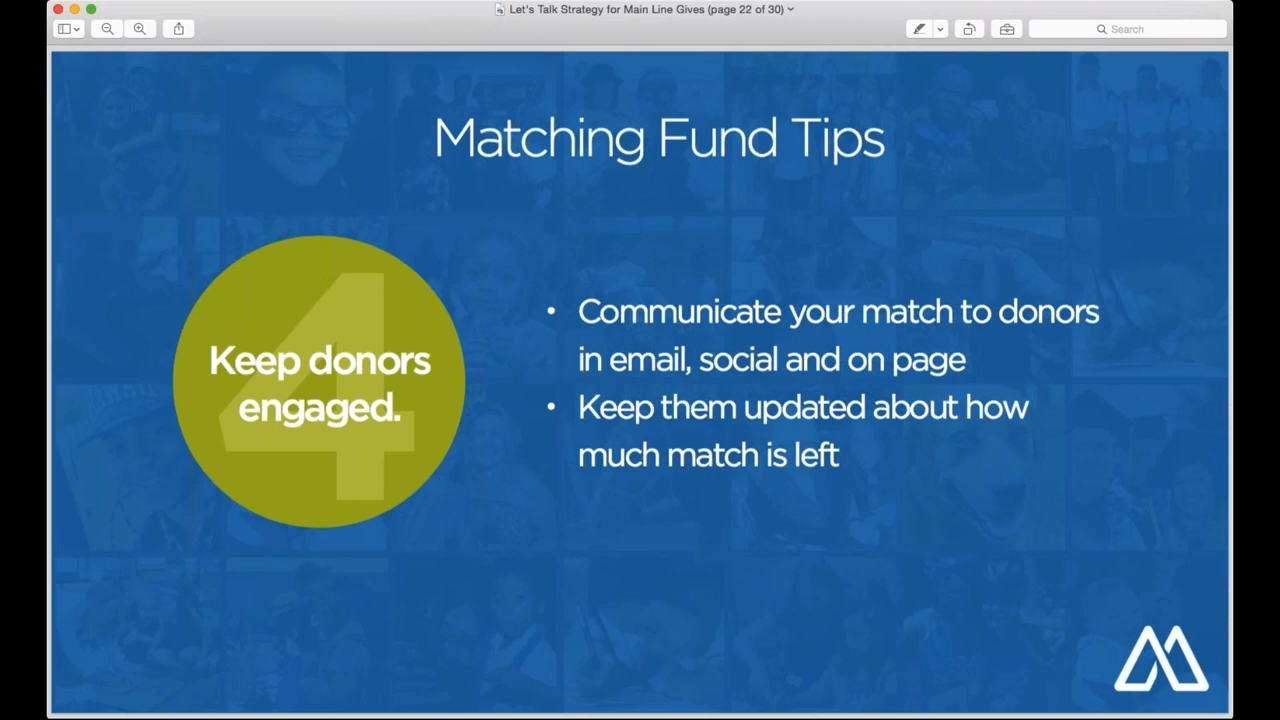 Let's Talk Strategy for Main Line Gives (page 22 of 30)
Search
Matching Fund Tips
4
Keep donors
engaged.
• Communicate your match to donors
in email, social and on page
• Keep them updated about how
much match is left